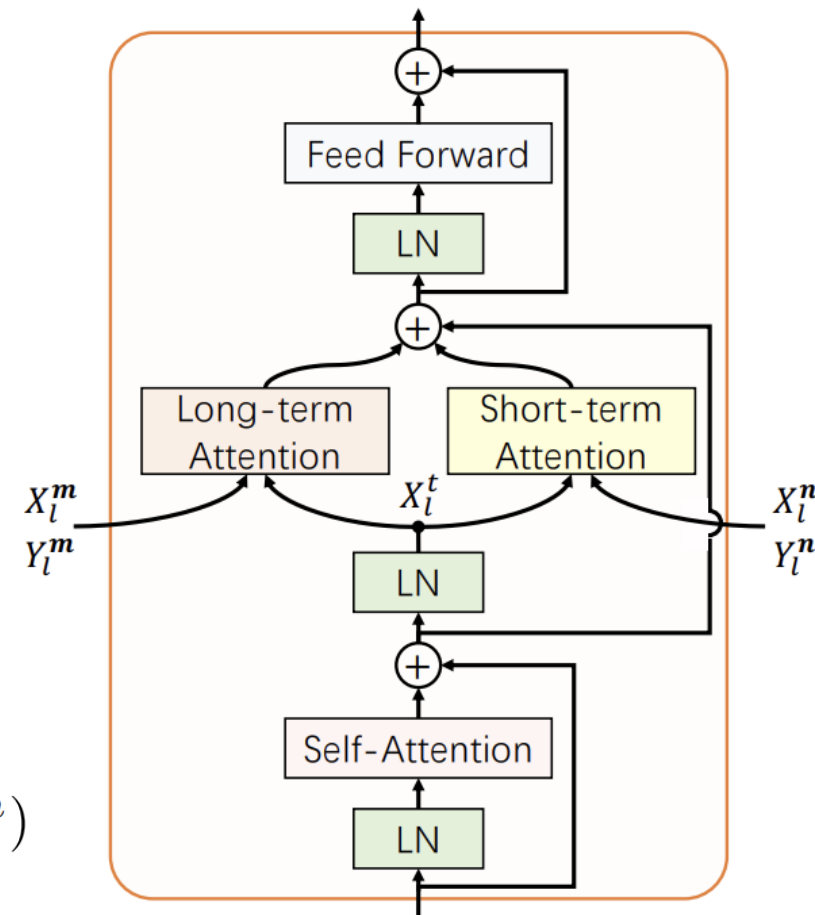 +
Feed Forward
LN
+
Long-term
Attention
Short-term
Attention
X_l^m
Y_l^m
X_l^t
X_l^n
Y_l^n
LN
+
Self-Attention
LN
)